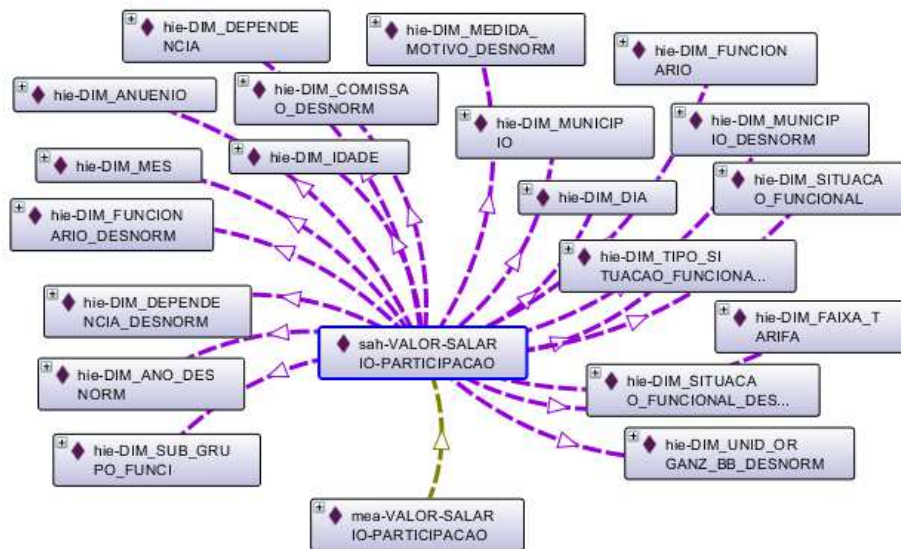 hie-DIM_DEPENDE
NCIA
hie-DIM_MEDIDA_
MOTIVO_DESNORM
hie-DIM_FUNCION
ARIO
hie-DIM_ANUENIO
hie-DIM_COMISSA
O_DESNORM
hie-DIM_MUNICIP
IO
hie-DIM_MUNICIP
IO_DESNORM
hie-DIM_MES
hie-DIM_IDADE
hie-DIM_SITUACA
O_FUNCIONAL
hie-DIM_DIA
hie-DIM_FUNCION
ARIO_DESNORM
hie-DIM_TIPO_SI
TUACAO_FUNCIONA...
hie-DIM_DEPENDE
NCIA_DESNORM
hie-DIM_FAIXA_T
ARIFA
sah-VALOR-SALAR
IO-PARTICIPACAO
hie-DIM_ANO_DES
NORM
hie-DIM_SITUACA
O_FUNCIONAL_DES...
hie-DIM_SUB_GRU
PO_FUNCI
hie-DIM_UNID_OR
GANZ_BB_DESNORM
mea-VALOR-SALAR
IO-PARTICIPACAO